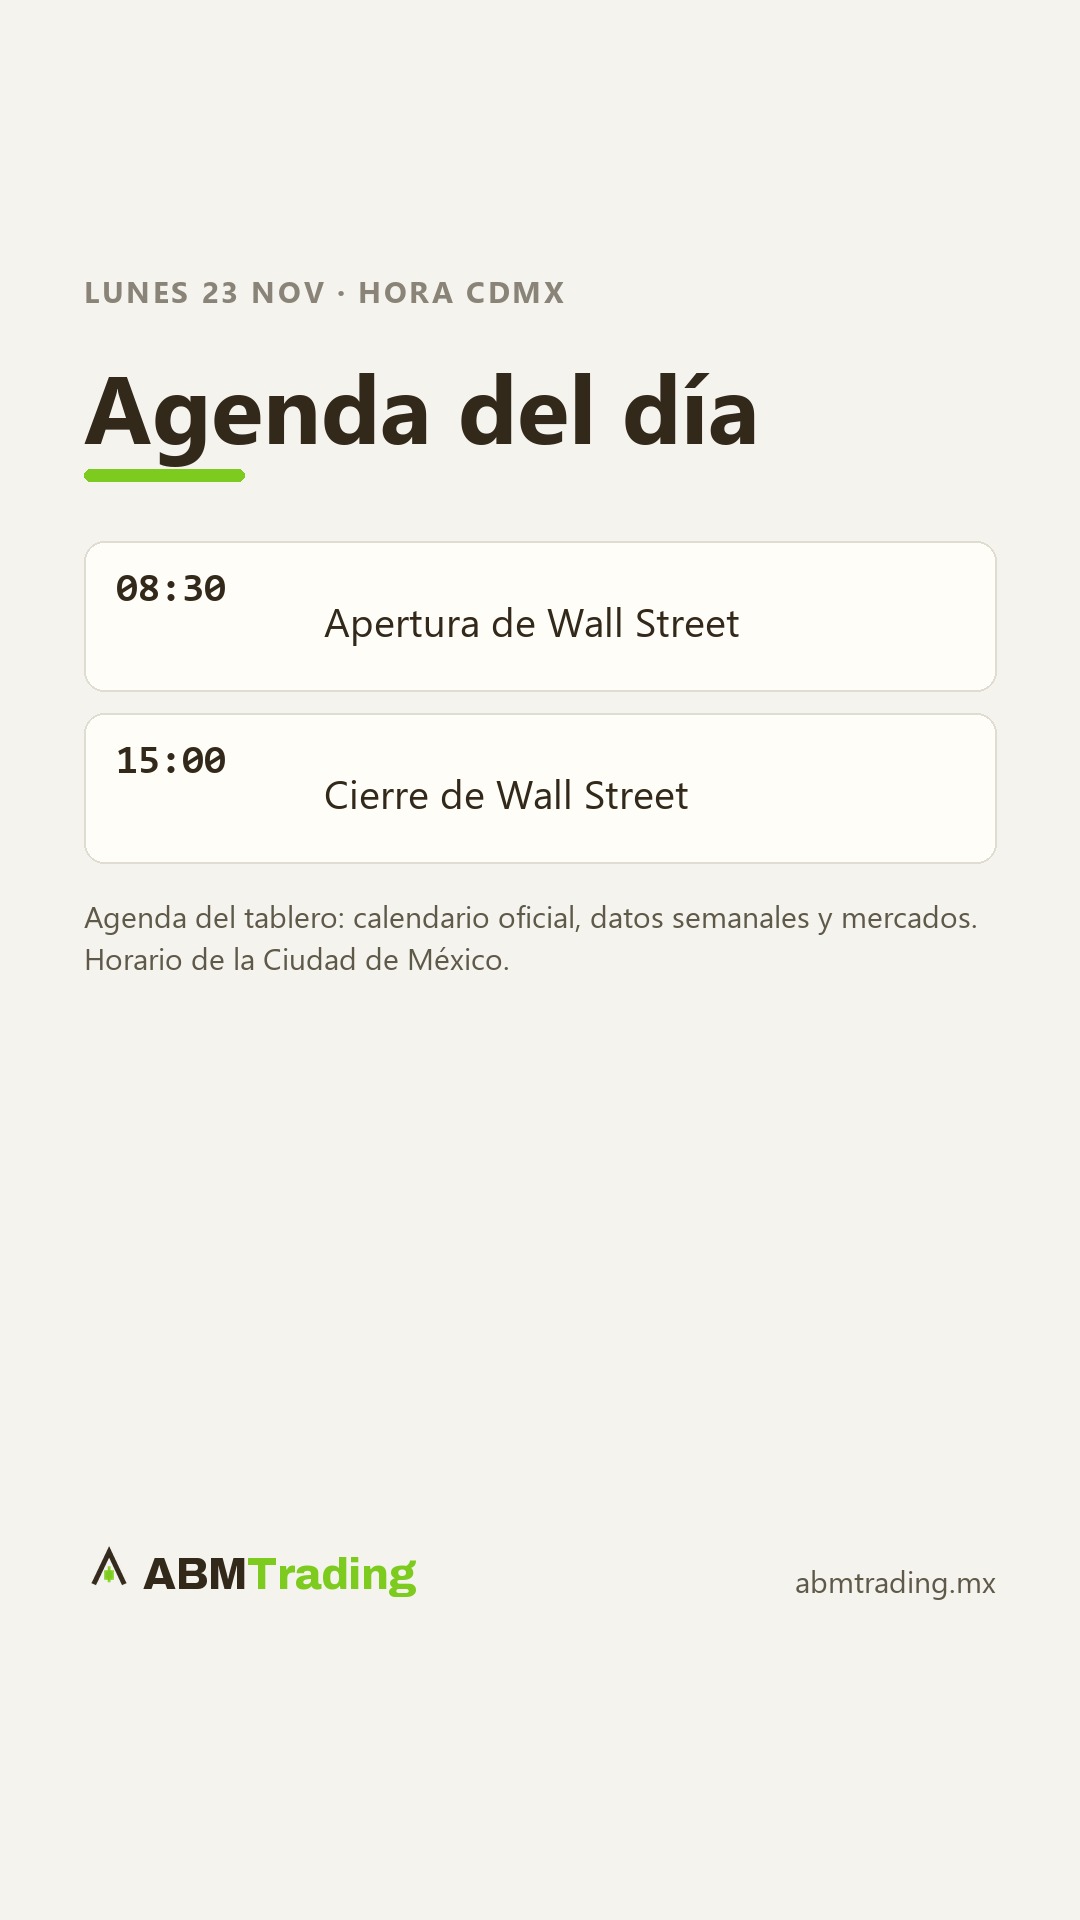 LUNES 23 NOV · HORA CDMX
Agenda del día
08:30
Apertura de Wall Street
15:00
Cierre de Wall Street
Agenda del tablero: calendario oficial, datos semanales y mercados.
Horario de la Ciudad de México.
ABMTrading
abmtrading.mx